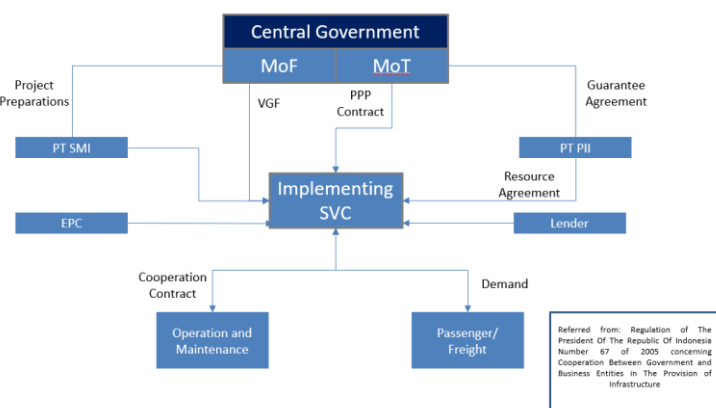 Central Government
MoF
MoT
Project
Preparations
VGF
PPP
Contract
Guarantee
Agreement
PT SMI
PT PII
Resource
Agreement
Implementing
SVC
EPC
Lender
Cooperation
Contract
Demand
Operation and
Maintenance
Passenger/
Freight
Referred from: Regulation of The
President Of The Republic Of Indonesia
Number 67 of 2005 concerning
Cooperation Between Government and
Business Entities in The Provision of
Infrastructure